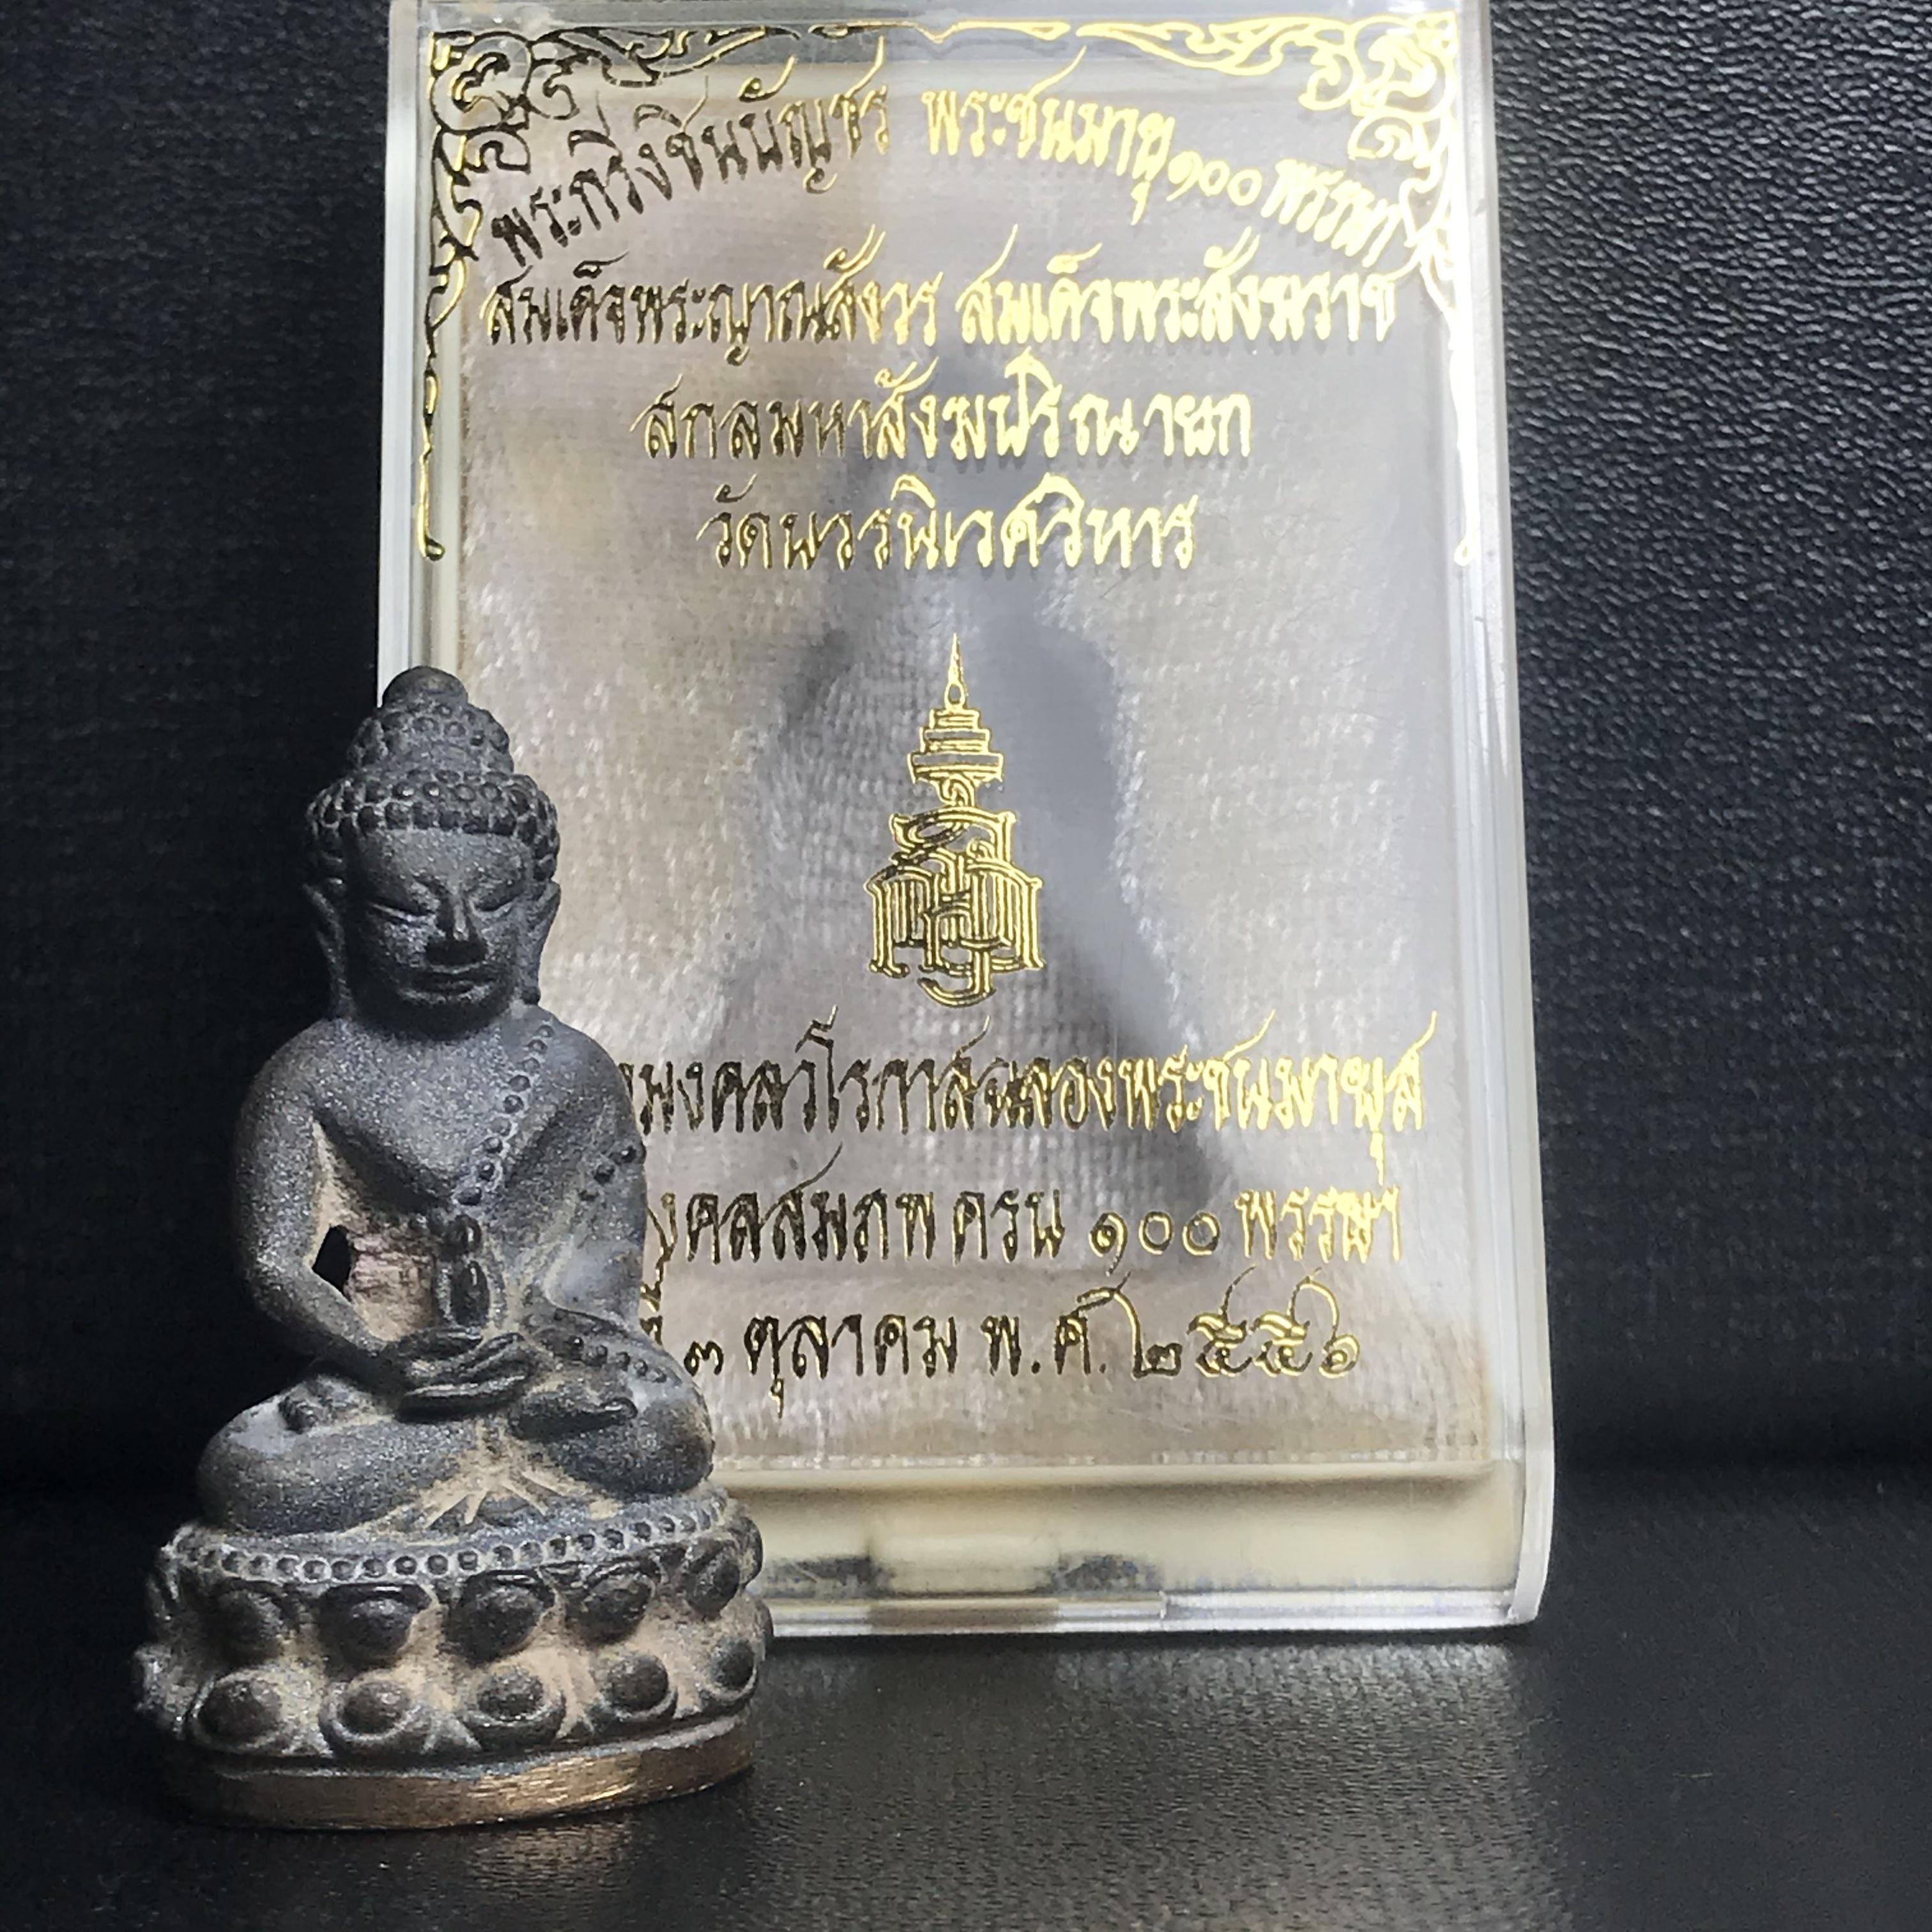 พระกริ่งชินบัญชร พระชนมายุ ๑๐๐ พรรษา
สมเด็จพระญาณสังวร สมเด็จพระสังฆราช
สกลมหาสังฆปริณายก
วัดบวรนิเวศวิหาร
มงคลวโรกาสฉลองพระชนมายุส
มงคลสมภพ ครบ ๑๐๐ พรรษา
๓ ตุลาคม พ.ศ. ๒๕๕๖